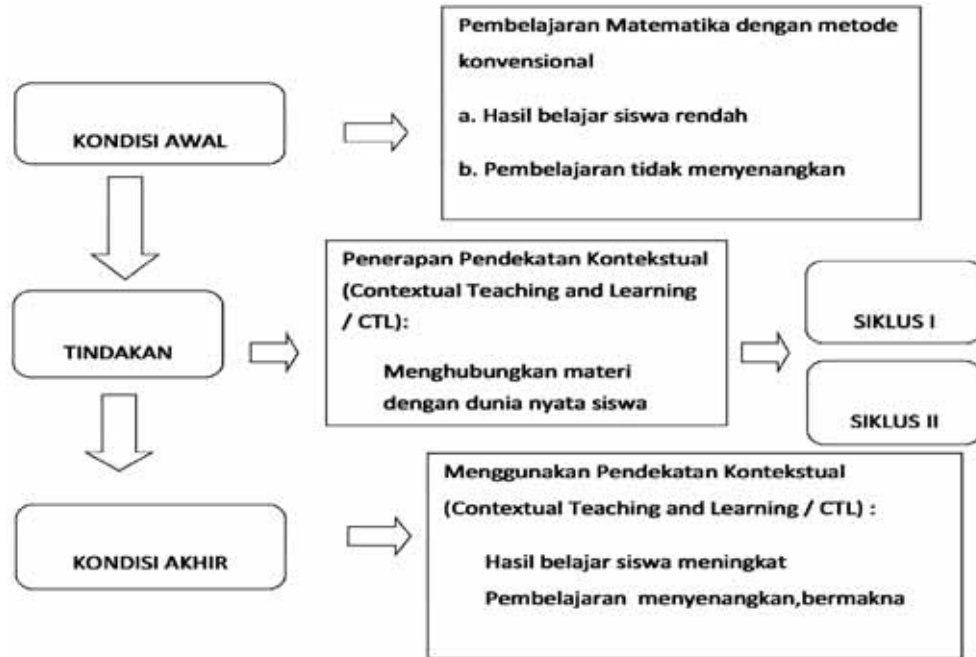 KONDISI AWAL
Pembelajaran Matematika dengan metode
konvensional
a. Hasil belajar siswa rendah
b. Pembelajaran tidak menyenangkan
TINDAKAN
Penerapan Pendekatan Kontekstual
(Contextual Teaching and Learning
/ CTL):
Menghubungkan materi
dengan dunia nyata siswa
SIKLUS I
SIKLUS II
KONDISI AKHIR
Menggunakan Pendekatan Kontekstual
(Contextual Teaching and Learning / CTL) :
Hasil belajar siswa meningkat
Pembelajaran menyenangkan,bermakna